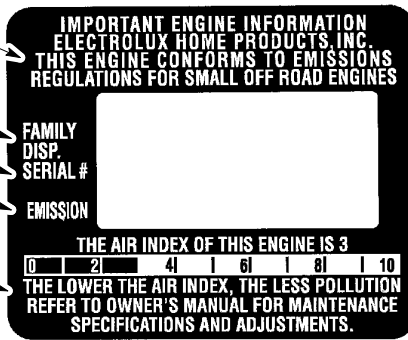 IMPORTANT ENGINE INFORMATION
ELECTROLUX HOME PRODUCTS, INC.
THIS ENGINE CONFORMS TO EMISSIONS
REGULATIONS FOR SMALL OFF ROAD ENGINES
FAMILY
DISP.
SERIAL #
EMISSION
THE AIR INDEX OF THIS ENGINE IS 3
0 2 4 6 8 10
THE LOWER THE AIR INDEX, THE LESS POLLUTION
REFER TO OWNER'S MANUAL FOR MAINTENANCE
SPECIFICATIONS AND ADJUSTMENTS.